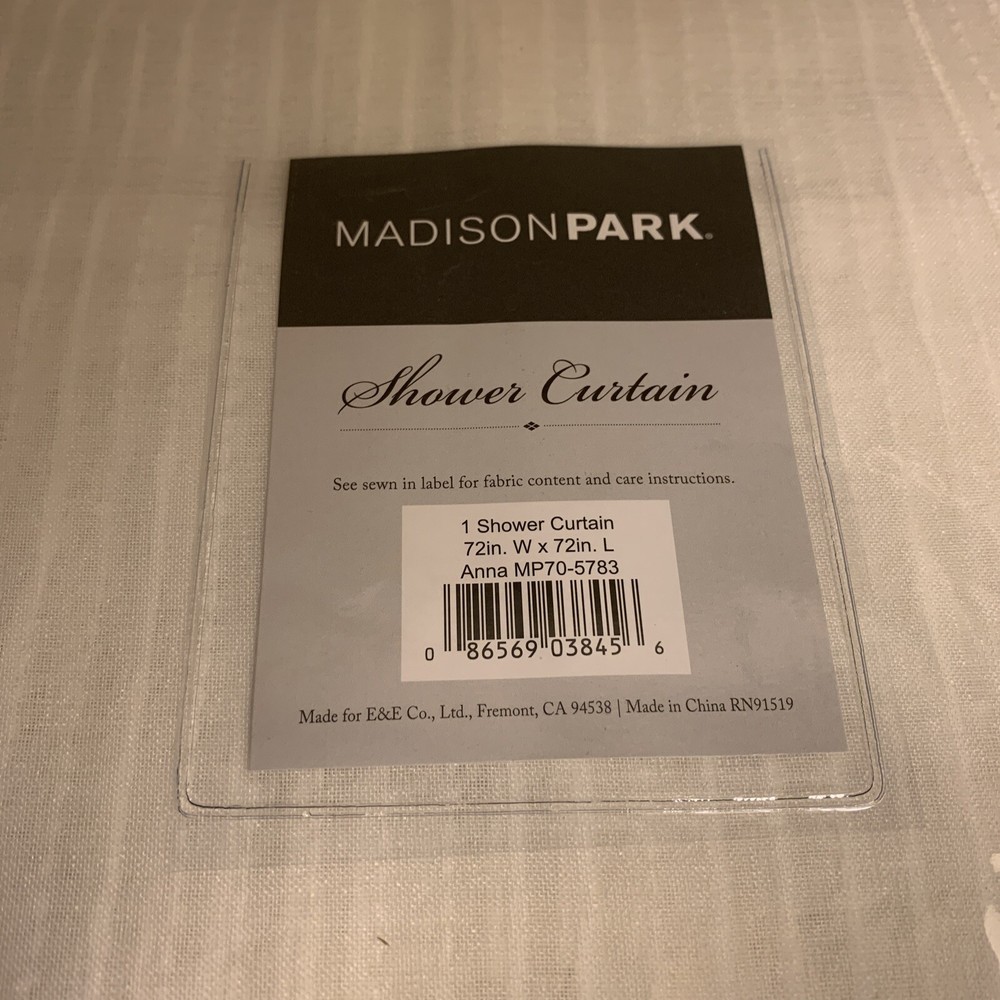 MADISONPARK®
Shower Curtain
See sewn in label for fabric content and care instructions.
1 Shower Curtain
72in. W x 72in. L
Anna MP70-5783
0 86569 03845 6
Made for E&E Co., Ltd., Fremont, CA 94538 | Made in China RN91519